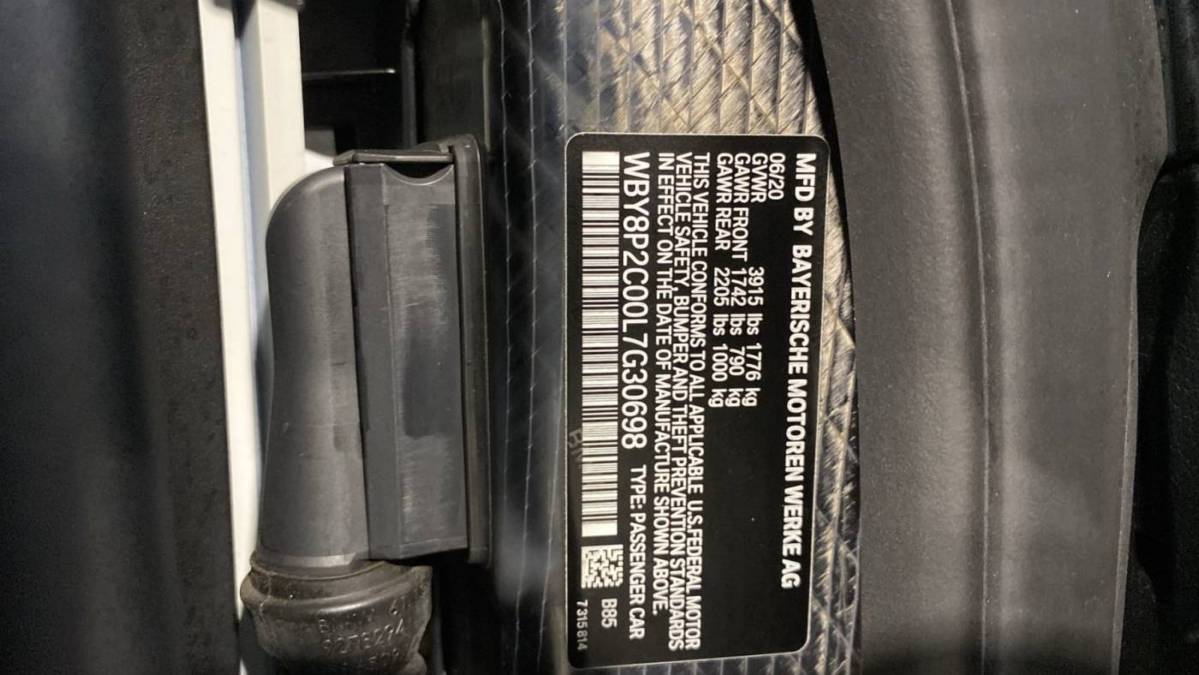 MFD BY BAYERISCHE MOTOREN WERKE AG
06/20
GVWR 3915 lbs 1776 kg
GAWR FRONT 1742 lbs 790 kg
GAWR REAR 2205 lbs 1000 kg
THIS VEHICLE CONFORMS TO ALL APPLICABLE U.S.FEDERAL MOTOR
VEHICLE SAFETY, BUMPER AND THEFT PREVENTION STANDARDS
IN EFFECT ON THE DATE OF MANUFACTURE SHOWN ABOVE.
WBY8P2C00L7G30698 TYPE: PASSENGER CAR
B85
7315814